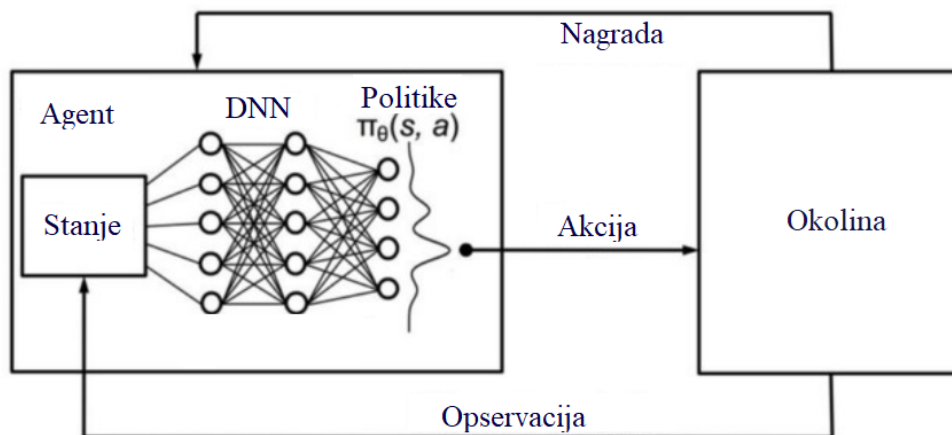 Nagrada
Agent
DNN
Politike
πθ(s, a)
Stanje
Akcija
Okolina
Opservacija